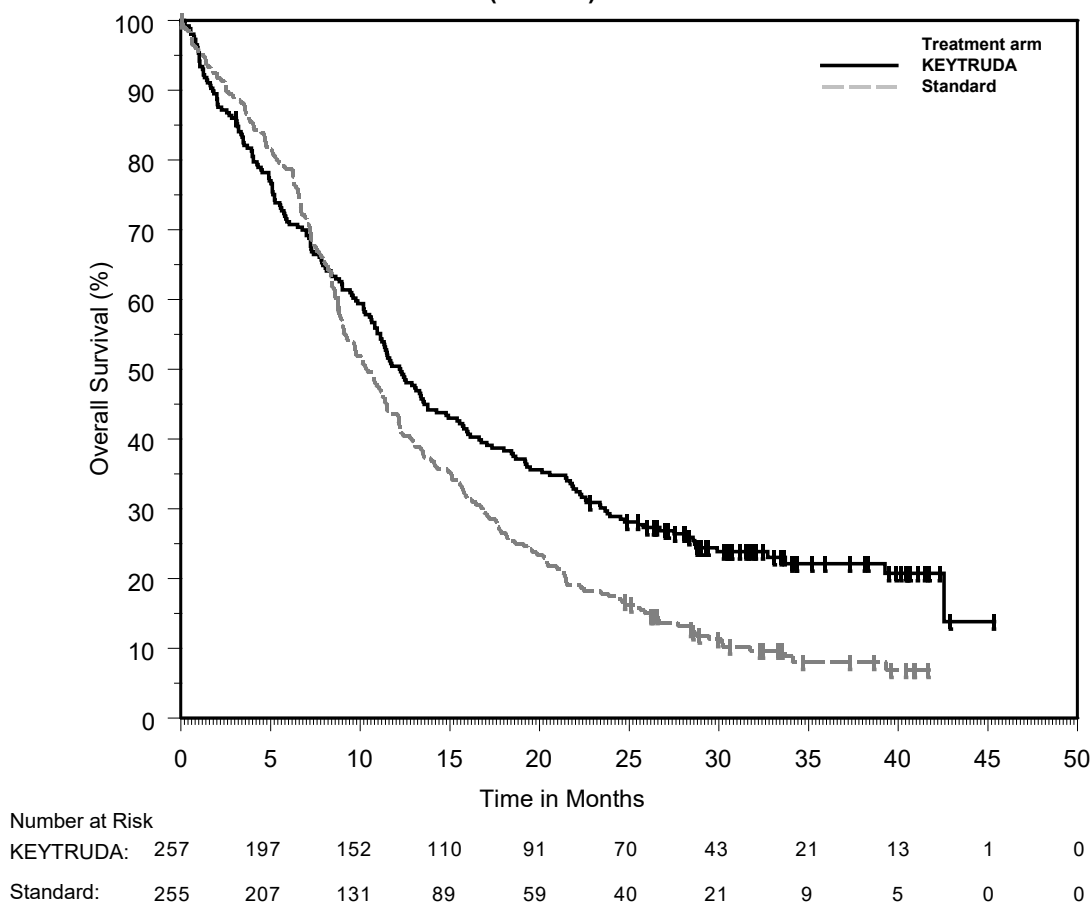 Treatment arm
KEYTRUDA
Standard
Overall Survival (%)
100
90
80
70
60
50
40
30
20
10
0
0 5 10 15 20 25 30 35 40 45 50
Time in Months
Number at Risk
KEYTRUDA: 257 197 152 110 91 70 43 21 13 1 0
Standard: 255 207 131 89 59 40 21 9 5 0 0